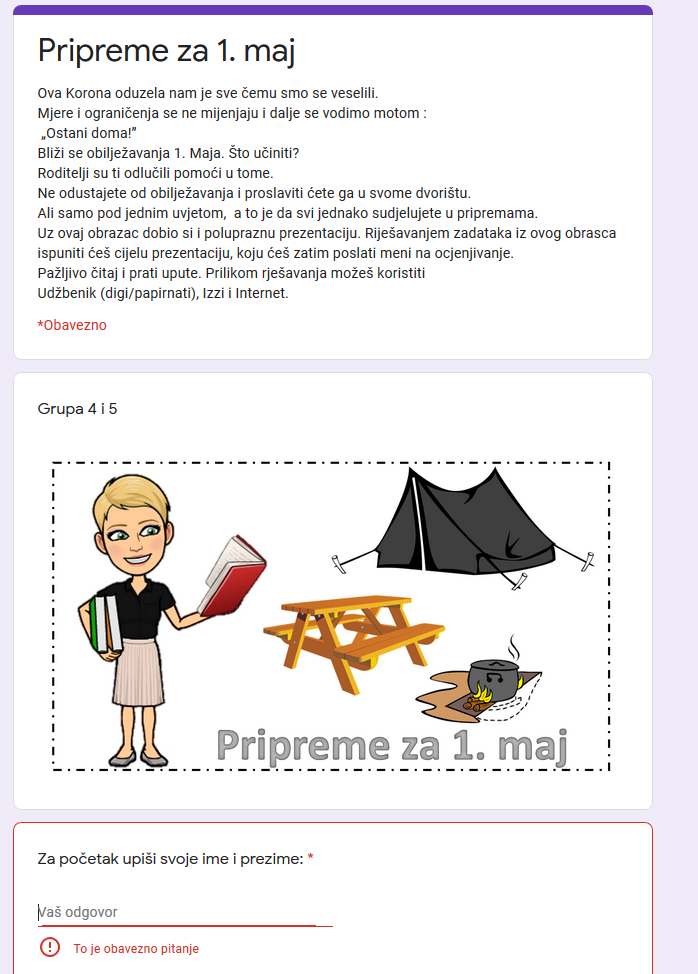 Pripreme za 1. maj
Ova Korona oduzela nam je sve čemu smo se veselili.
Mjere i ograničenja se ne mijenjaju i dalje se vodimo motom :
„Ostani doma!”
Bliži se obilježavanja 1. Maja. Što učiniti?
Roditelji su ti odlučili pomoći u tome.
Ne odustajete od obilježavanja i proslaviti ćete ga u svome dvorištu.
Ali samo pod jednim uvjetom,  a to je da svi jednako sudjelujete u pripremama.
Uz ovaj obrazac dobio si i polupraznu prezentaciju. Riješavanjem zadataka iz ovog obrasca
ispuniti ćeš cijelu prezentaciju, koju ćeš zatim poslati meni na ocjenjivanje.
Pažljivo čitaj i prati upute. Prilikom rješavanja možeš koristiti
Udžbenik (digi/papirnati), Izzi i Internet.
*Obavezno
Grupa 4 i 5
Pripreme za 1. maj
Za početak upiši svoje ime i prezime: *
Vaš odgovor
To je obavezno pitanje